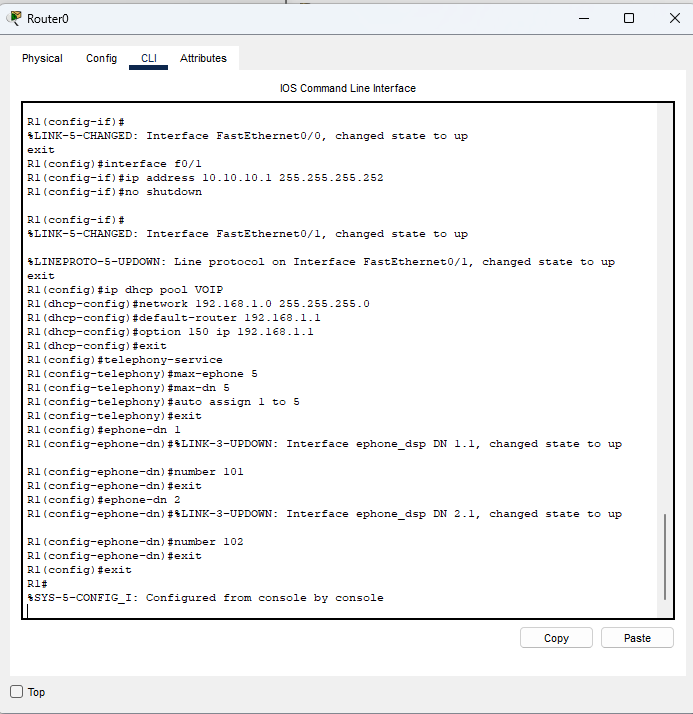 Router0
Physical Config CLI Attributes
IOS Command Line Interface
R1(config-if)#
%LINK-5-CHANGED: Interface FastEthernet0/0, changed state to up
exit
R1(config)#interface f0/1
R1(config-if)#ip address 10.10.10.1 255.255.255.252
R1(config-if)#no shutdown
R1(config-if)#
%LINK-5-CHANGED: Interface FastEthernet0/1, changed state to up
%LINEPROTO-5-UPDOWN: Line protocol on Interface FastEthernet0/1, changed state to up
exit
R1(config)#ip dhcp pool VOIP
R1(dhcp-config)#network 192.168.1.0 255.255.255.0
R1(dhcp-config)#default-router 192.168.1.1
R1(dhcp-config)#option 150 ip 192.168.1.1
R1(dhcp-config)#exit
R1(config)#telephony-service
R1(config-telephony)#max-ephone 5
R1(config-telephony)#max-dn 5
R1(config-telephony)#auto assign 1 to 5
R1(config-telephony)#exit
R1(config)#ephone-dn 1
R1(config-ephone-dn)#%LINK-3-UPDOWN: Interface ephone_dsp DN 1.1, changed state to up
R1(config-ephone-dn)#number 101
R1(config-ephone-dn)#exit
R1(config)#ephone-dn 2
R1(config-ephone-dn)#%LINK-3-UPDOWN: Interface ephone_dsp DN 2.1, changed state to up
R1(config-ephone-dn)#number 102
R1(config-ephone-dn)#exit
R1(config)#exit
R1#
%SYS-5-CONFIG_I: Configured from console by console
Copy Paste
Top